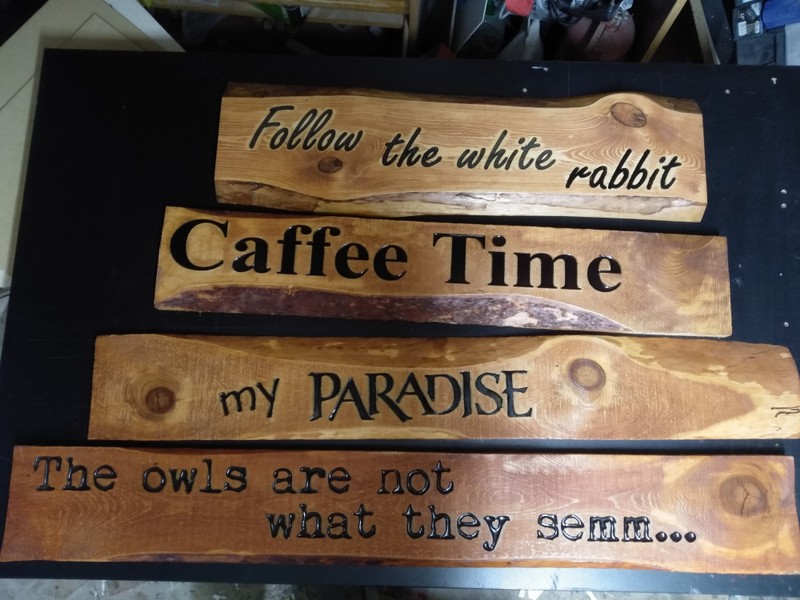 Follow the white rabbit
Caffee Time
my PARADISE
The owls are not
what they semm...